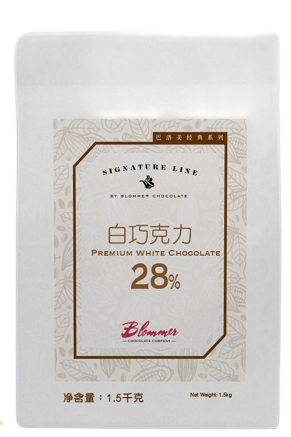 巴洛美经典系列
SIGNATURE LINE
BY BLOMMER CHOCOLATE
白巧克力
PREMIUM WHITE CHOCOLATE
28%
Blommer
CHOCOLATE COMPANY
净含量：1.5千克 Net Weight: 1.5kg